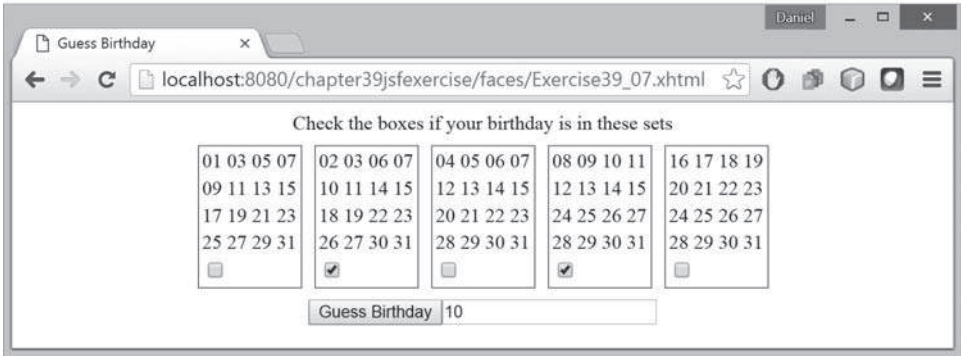 Daniel
Guess Birthday
localhost:8080/chapter39jsfexercise/faces/Exercise39_07.xhtml
Check the boxes if your birthday is in these sets
01 03 05 07
09 11 13 15
17 19 21 23
25 27 29 31
02 03 06 07
10 11 14 15
18 19 22 23
26 27 30 31
04 05 06 07
12 13 14 15
20 21 22 23
28 29 30 31
08 09 10 11
12 13 14 15
24 25 26 27
28 29 30 31
16 17 18 19
20 21 22 23
24 25 26 27
28 29 30 31
Guess Birthday 10